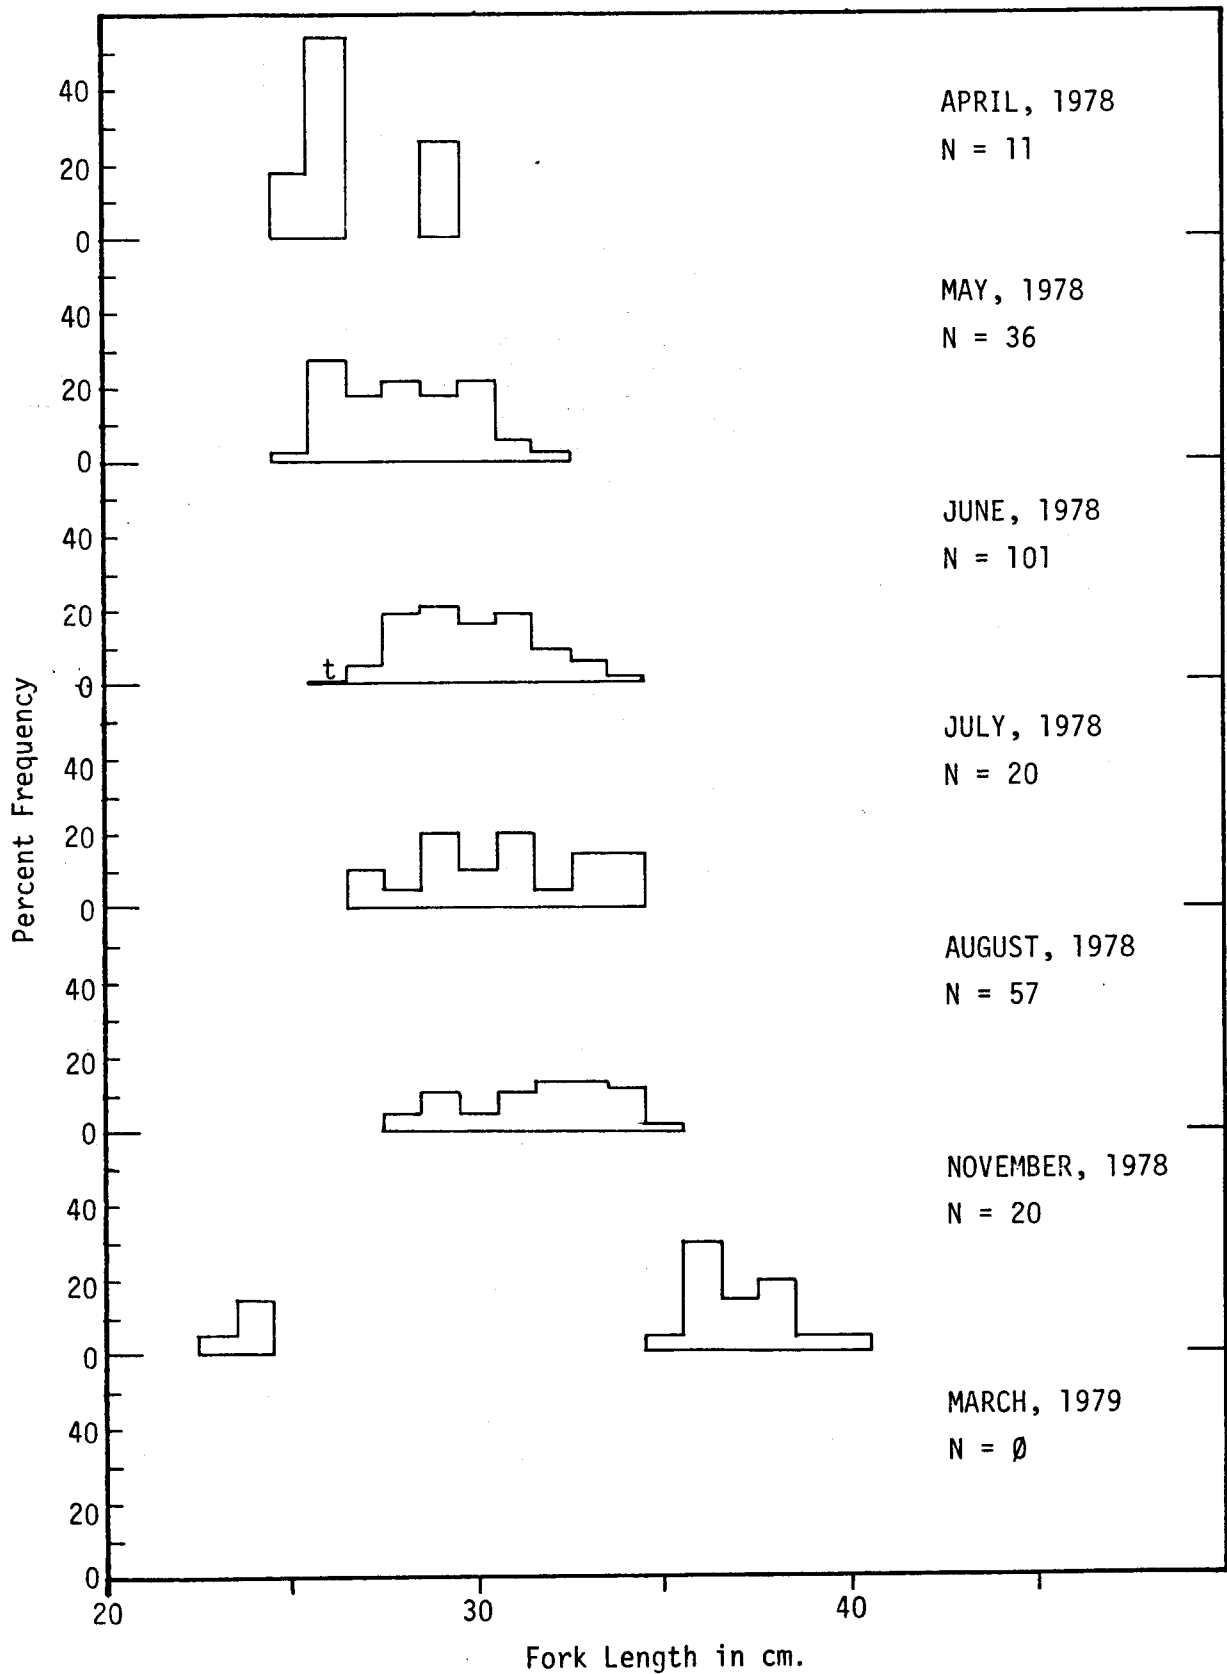 40
20
0
APRIL, 1978
N = 11
40
20
0
MAY, 1978
N = 36
40
20
0
JUNE, 1978
N = 101
t
40
20
0
JULY, 1978
N = 20
40
20
0
AUGUST, 1978
N = 57
40
20
0
NOVEMBER, 1978
N = 20
40
20
0
MARCH, 1979
N = Ø
Percent Frequency
20
30
40
Fork Length in cm.